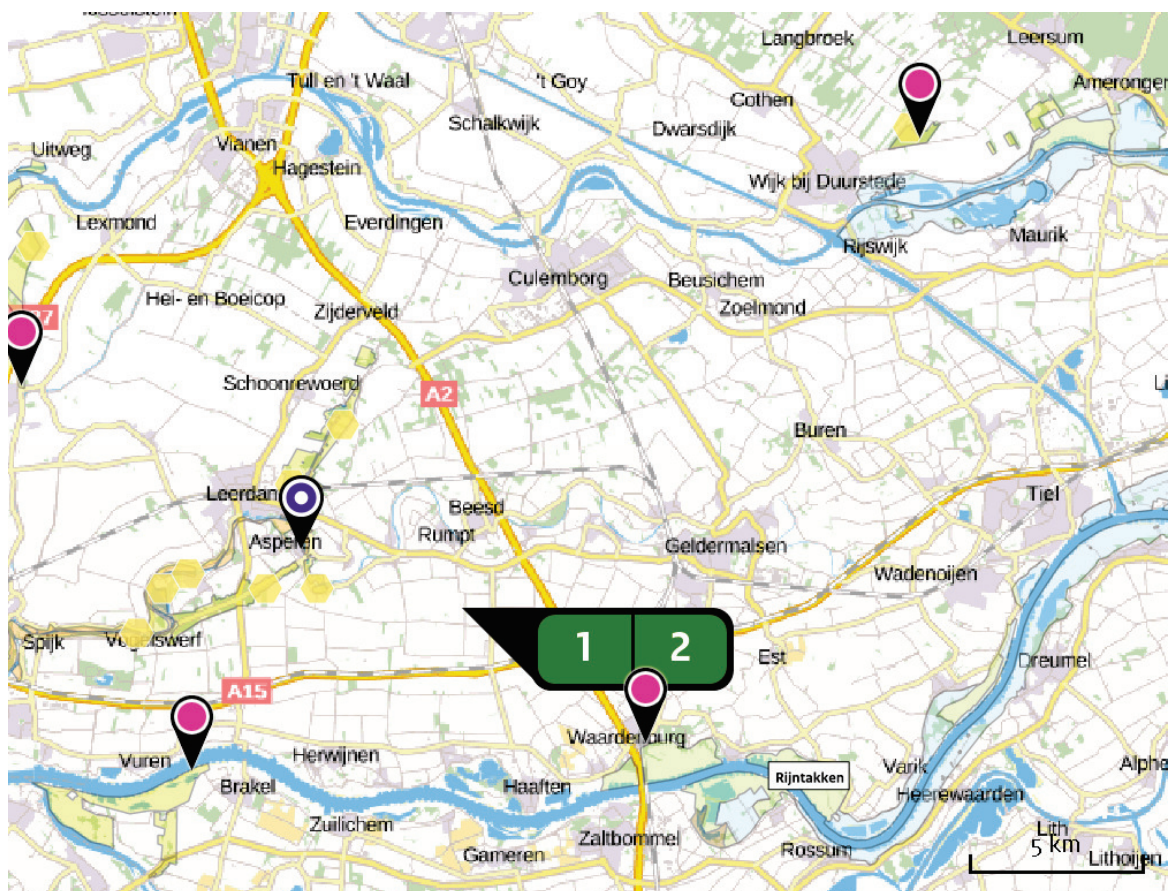 Langbroek
Leersum
Tull en 't Waal
't Goy
Amerongen
Cothen
Schalkwijk
Dwarsdijk
Vianen
Uitweg
Hagestein
Wijk bij Duurstede
Lexmond
Everdingen
Maurik
Rijswijk
Culemborg
Beusichem
Hei- en Boeicop
Zijderveld
Zoelmond
Schoonrewoerd
A2
Buren
Leerdam
Tiel
Beesd
Rumpt
Asperen
Geldermalsen
Wadenoijen
1
2
Spijk
Vogelswerf
Est
Dreumel
A15
Waardenburg
Vuren
Herwijnen
Varik
Rijntakken
Brakel
Haaften
Heerewaarden
Zuilichem
Zaltbommel
Lith
Gameren
Rossum
5 km
Lithoijen